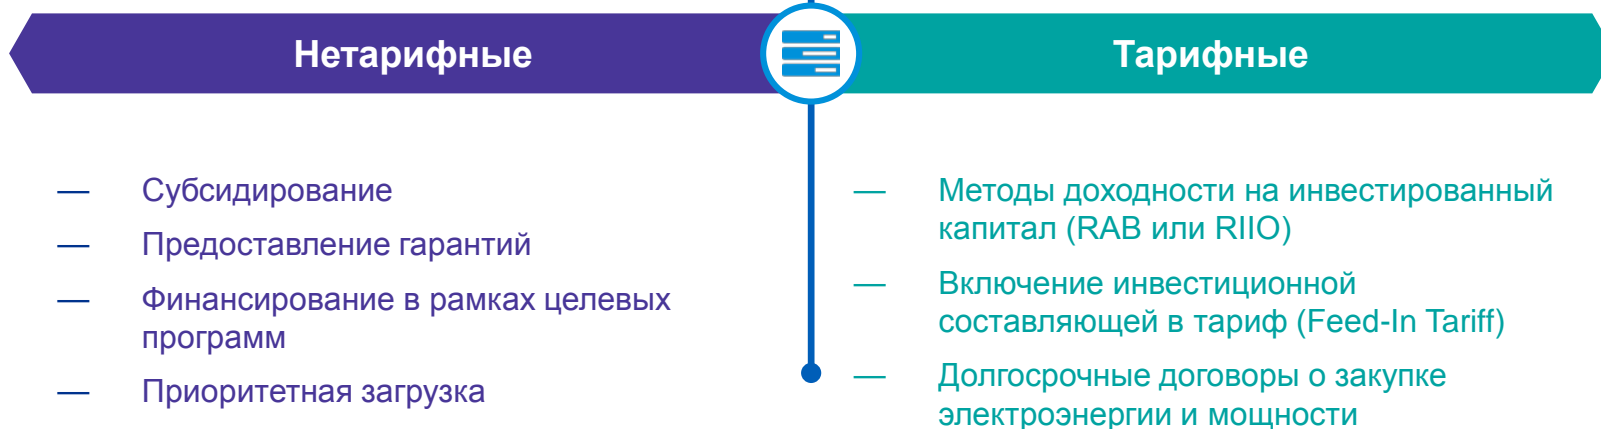 Нетарифные
— Субсидирование
— Предоставление гарантий
— Финансирование в рамках целевых
программ
— Приоритетная загрузка
Тарифные
— Методы доходности на инвестированный
капитал (RAB или RIIO)
— Включение инвестиционной
составляющей в тариф (Feed-In Tariff)
— Долгосрочные договоры о закупке
электроэнергии и мощности